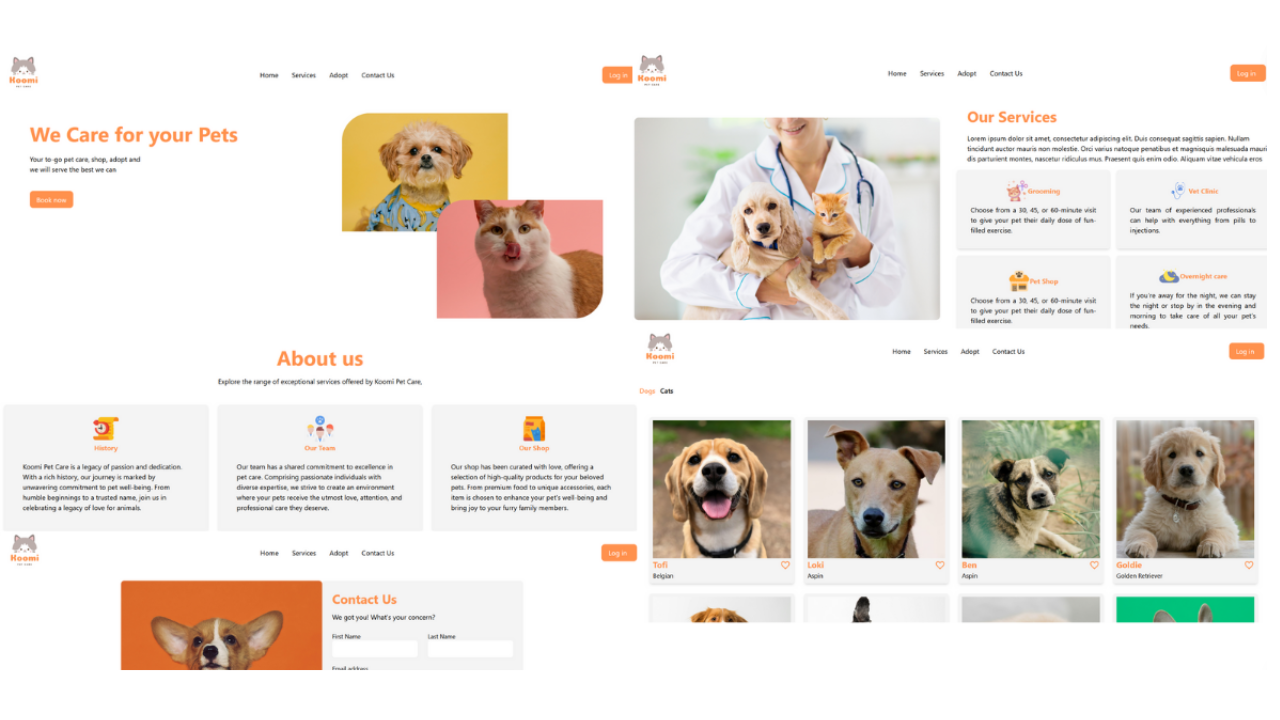 Koomi
PET CARE
Home Services Adopt Contact Us
Log in
We Care for your Pets
Your to-go pet care, shop, adopt and
we will serve the best we can
Book now
About us
Explore the range of exceptional services offered by Koomi Pet Care,
History
Koomi Pet Care is a legacy of passion and dedication.
With a rich history, our journey is marked by
unwavering commitment to pet well-being. From
humble beginnings to a trusted name, join us in
celebrating a legacy of love for animals.
Our Team
Our team has a shared commitment to excellence in
pet care. Comprising passionate individuals with
diverse expertise, we strive to create an environment
where your pets receive the utmost love, attention, and
professional care they deserve.
Our Shop
Our shop has been curated with love, offering a
selection of high-quality products for your beloved
pets. From premium food to unique accessories, each
item is chosen to enhance your pet's well-being and
bring joy to your furry family members.
Koomi
PET CARE
Home Services Adopt Contact Us
Log in
Contact Us
We got you! What's your concern?
First Name Last Name
Email address
Koomi
PET CARE
Home Services Adopt Contact Us
Log in
Our Services
Lorem ipsum dolor sit amet, consectetur adipiscing elit. Duis consequat sagittis sapien. Nullam
tincidunt auctor mauris non molestie. Orci varius natoque penatibus et magnisquis malesuada mauri
dis parturient montes, nascetur ridiculus mus. Praesent quis enim odio. Aliquam vitae vehicula eros
Grooming
Choose from a 30, 45, or 60-minute visit
to give your pet their daily dose of fun-
filled exercise.
Vet Clinic
Our team of experienced professionals
can help with everything from pills to
injections.
Pet Shop
Choose from a 30, 45, or 60-minute visit
to give your pet their daily dose of fun-
filled exercise.
Overnight care
If you're away for the night, we can stay
the night or stop by in the evening and
morning to take care of all your pet's
needs.
Koomi
PET CARE
Home Services Adopt Contact Us
Log in
Dogs Cats
Tofi
Belgian
Loki
Aspin
Ben
Aspin
Goldie
Golden Retriever